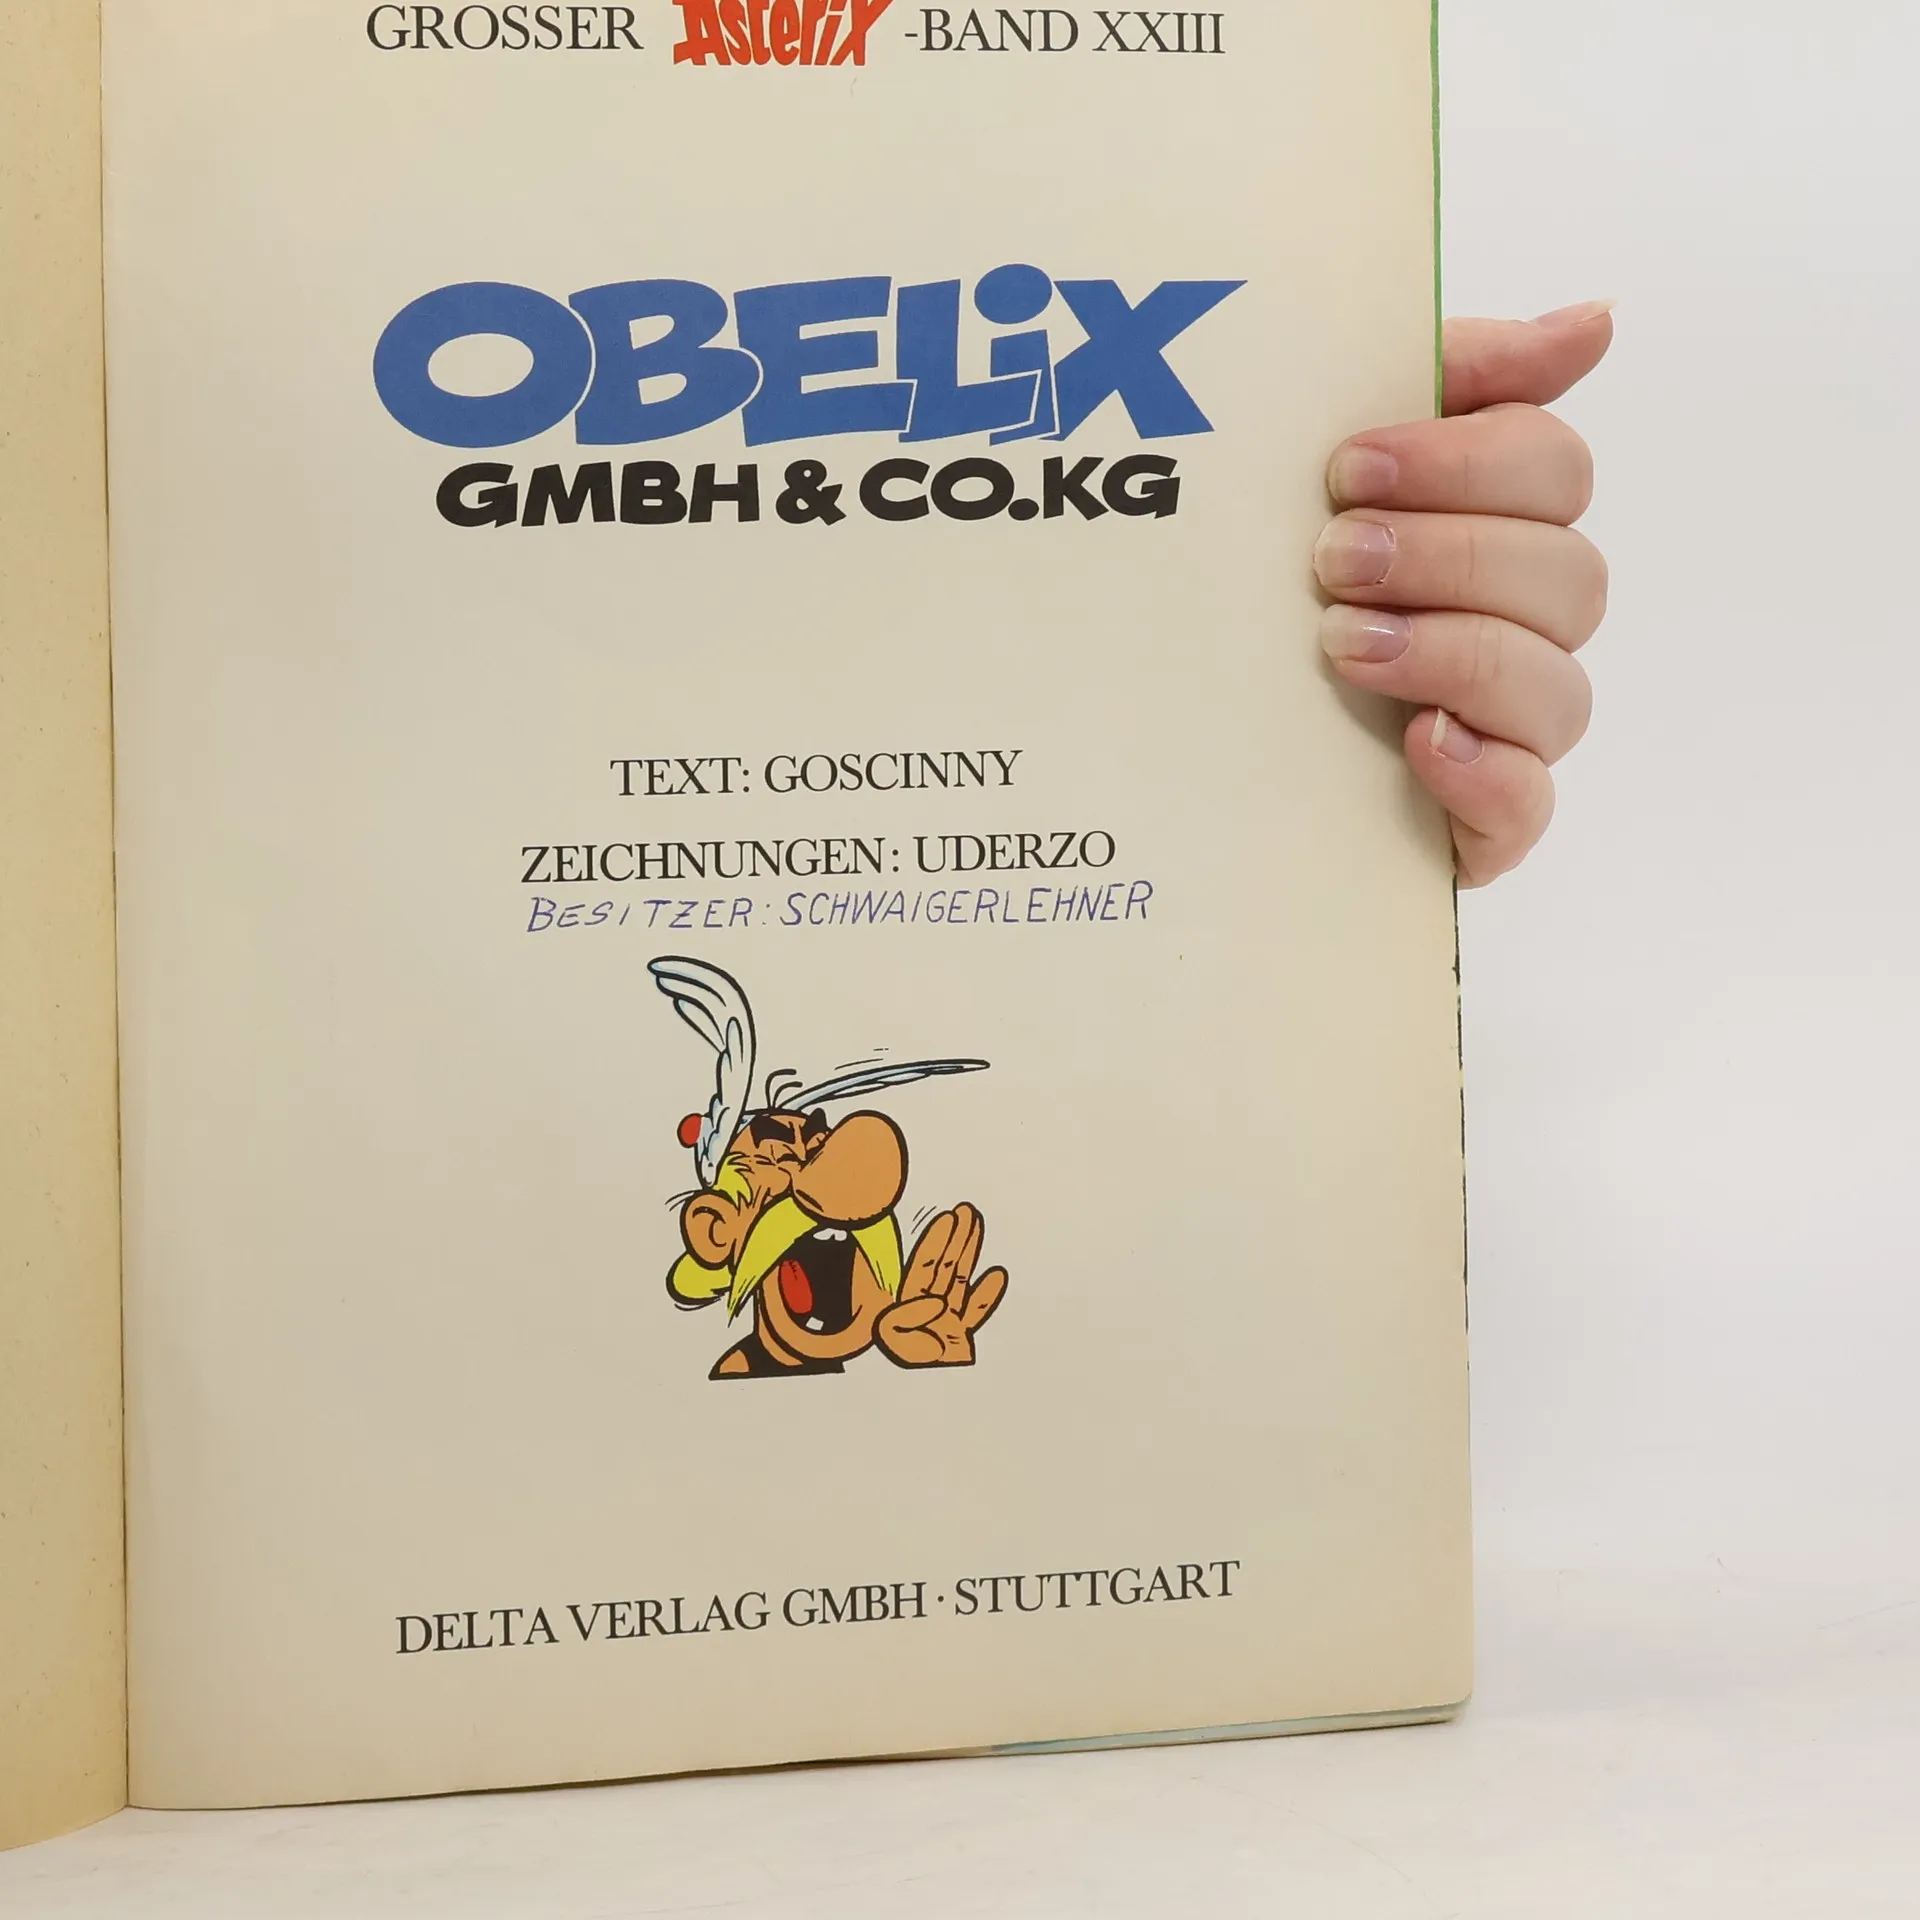 GROSSER Asterix -BAND XXIII
OBELiX
GMBH & CO.KG
TEXT: GOSCINNY
ZEICHNUNGEN: UDERZO
BESITZER: SCHWAIGERLEHNER
DELTA VERLAG GMBH · STUTTGART